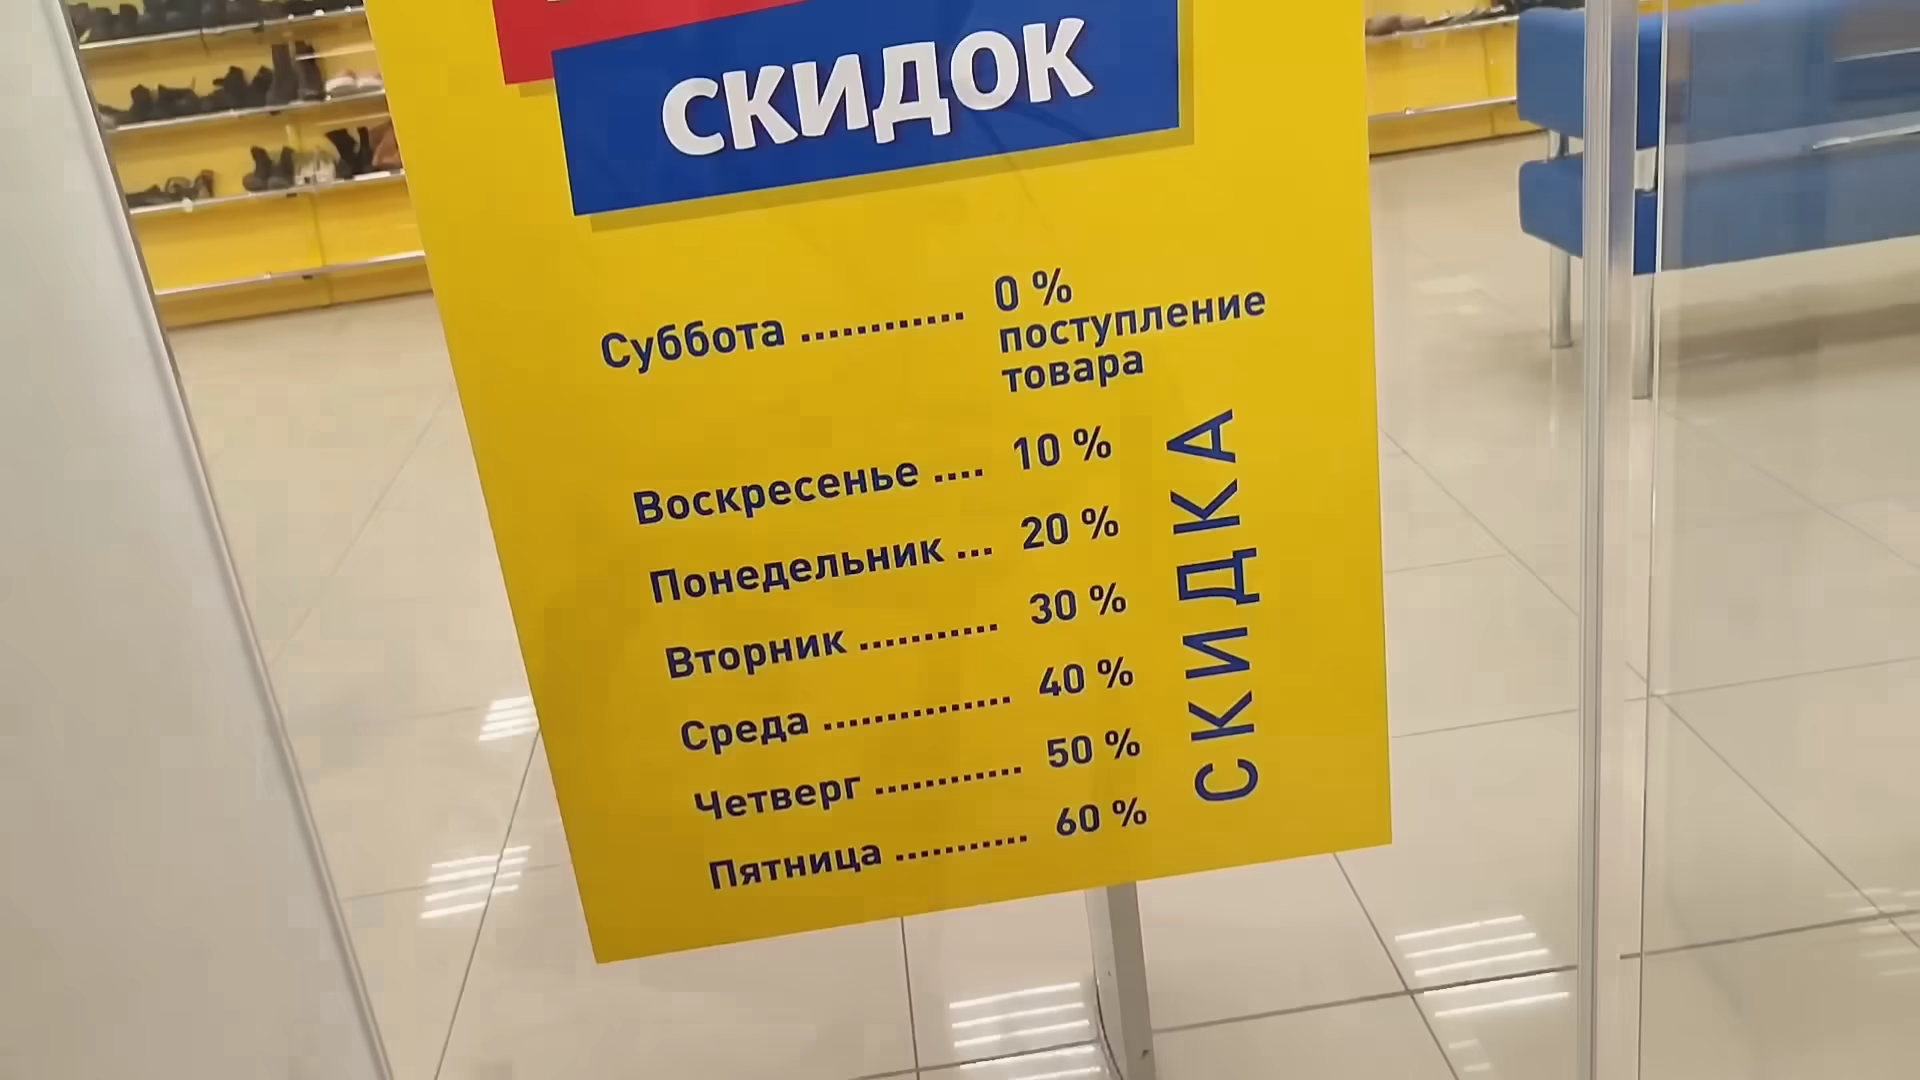 СКИДОК
Суббота ............ 0 %
поступление
товара
Воскресенье .... 10 %
Понедельник ... 20 %
Вторник ........... 30 %
Среда ............... 40 %
Четверг ............ 50 %
Пятница ........... 60 %
СКИДКА